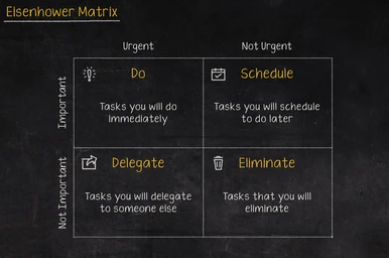 Eisenhower Matrix
Urgent
Not Urgent
Important
Do
Tasks you will do
immediately
Schedule
Tasks you will schedule
to do later
Not Important
Delegate
Tasks you will delegate
to someone else
Eliminate
Tasks that you will
eliminate